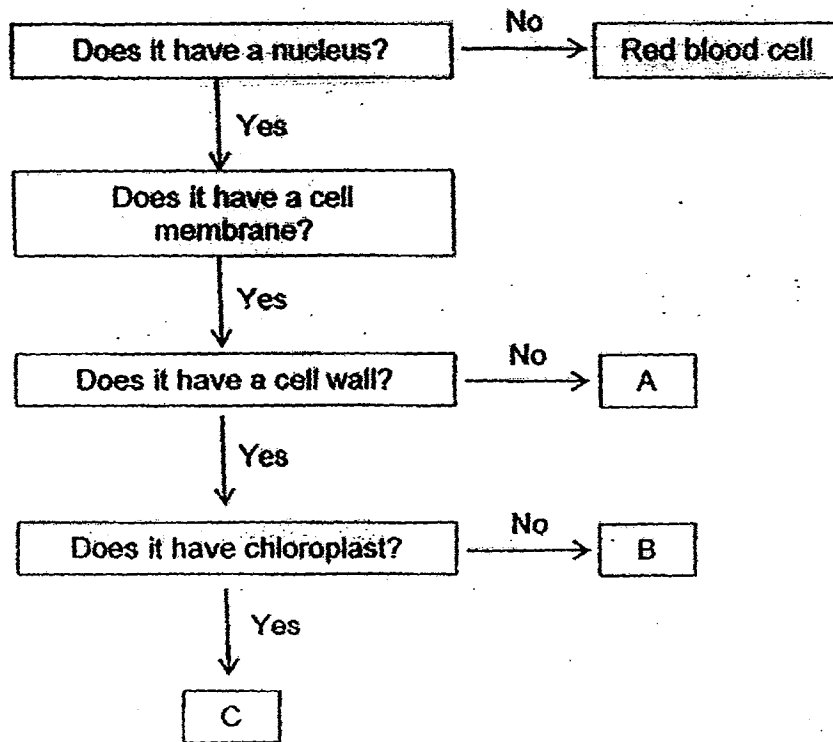 Does it have a nucleus?
No
Red blood cell
Yes
Does it have a cell
membrane?
Yes
Does it have a cell wall?
No
A
Yes
Does it have chloroplast?
No
B
Yes
C